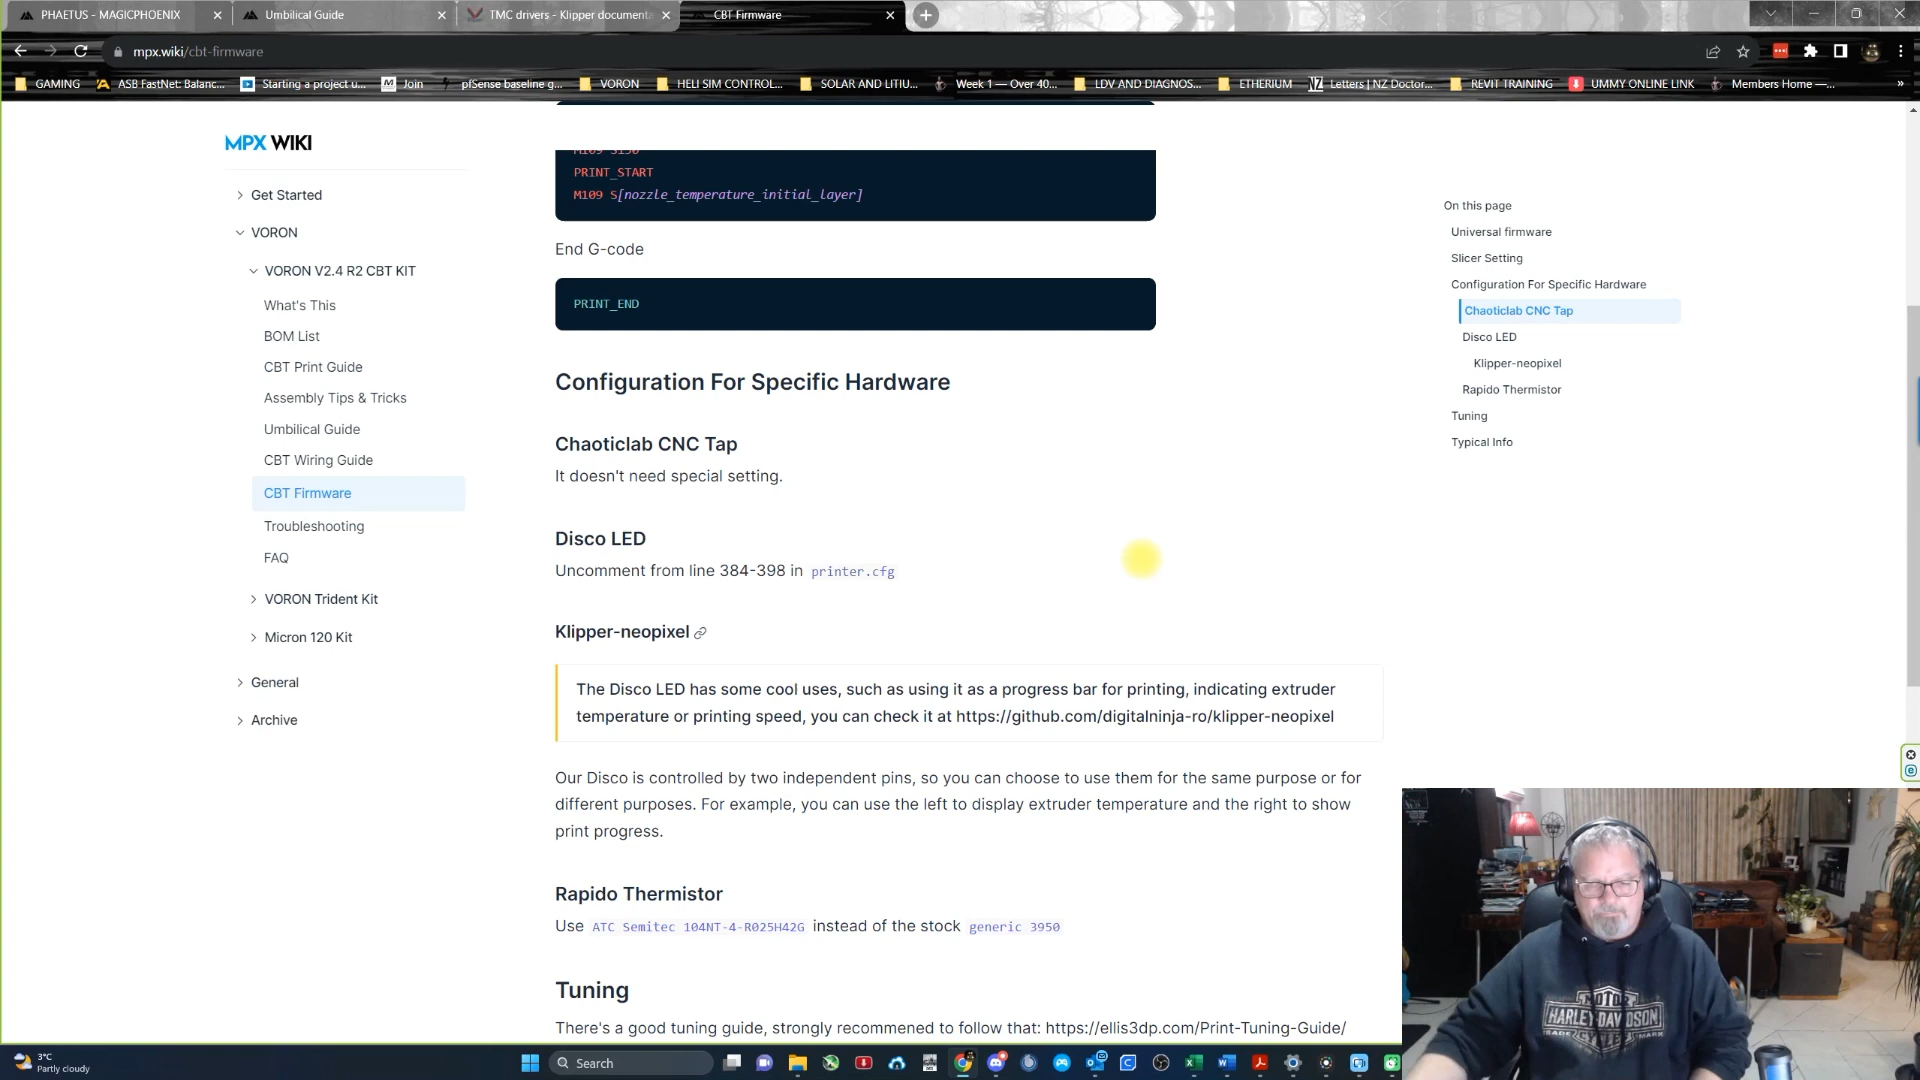 PHAETUS - MAGICPHOENIX
Umbilical Guide
TMC drivers - Klipper documenta
CBT Firmware
mpx.wiki/cbt-firmware
GAMING
ASB FastNet: Balanc...
Starting a project u...
Join
pfSense baseline g...
VORON
HELI SIM CONTROL...
SOLAR AND LITIU...
Week 1 — Over 40...
LDV AND DIAGNOS...
ETHERIUM
Letters | NZ Doctor...
REVIT TRAINING
UMMY ONLINE LINK
Members Home —...
»
MPX WIKI
Get Started
VORON
VORON V2.4 R2 CBT KIT
What's This
BOM List
CBT Print Guide
Assembly Tips & Tricks
Umbilical Guide
CBT Wiring Guide
CBT Firmware
Troubleshooting
FAQ
VORON Trident Kit
Micron 120 Kit
General
Archive
M109 S150
PRINT_START
M109 S[nozzle_temperature_initial_layer]
End G-code
PRINT_END
Configuration For Specific Hardware
Chaoticlab CNC Tap
It doesn't need special setting.
Disco LED
Uncomment from line 384-398 in printer.cfg
Klipper-neopixel
The Disco LED has some cool uses, such as using it as a progress bar for printing, indicating extruder
temperature or printing speed, you can check it at https://github.com/digitalninja-ro/klipper-neopixel
Our Disco is controlled by two independent pins, so you can choose to use them for the same purpose or for
different purposes. For example, you can use the left to display extruder temperature and the right to show
print progress.
Rapido Thermistor
Use ATC Semitec 104NT-4-R025H42G instead of the stock generic 3950
Tuning
There's a good tuning guide, strongly recommened to follow that: https://ellis3dp.com/Print-Tuning-Guide/
On this page
Universal firmware
Slicer Setting
Configuration For Specific Hardware
Chaoticlab CNC Tap
Disco LED
Klipper-neopixel
Rapido Thermistor
Tuning
Typical Info
MOTOR
HARLEY-DAVIDSON
3°C
Partly cloudy
Search